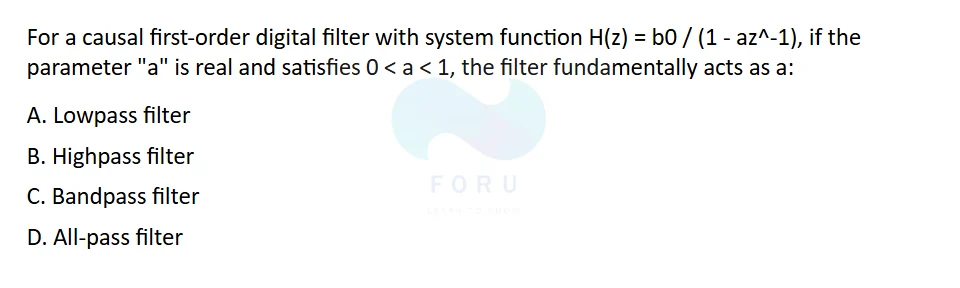 For a causal first-order digital filter with system function H(z) = b0 / (1 - az^-1), if the
parameter "a" is real and satisfies 0 < a < 1, the filter fundamentally acts as a:
A. Lowpass filter
B. Highpass filter
FORU
C. Bandpass filter
D. All-pass filter